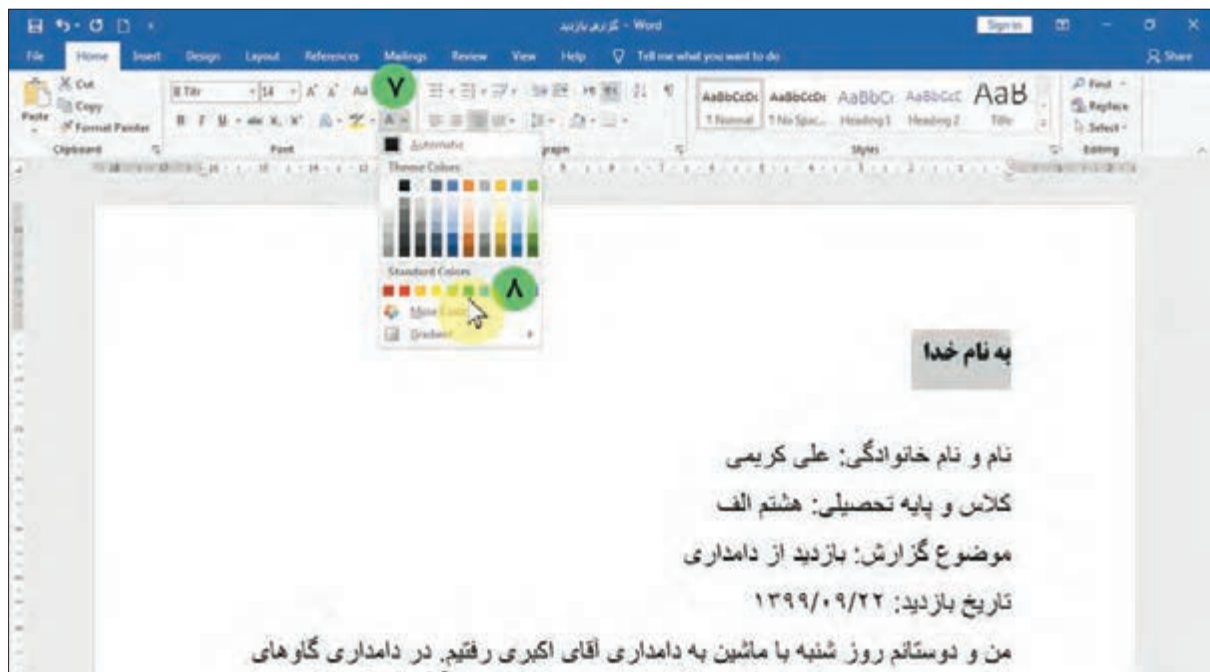 گزارش بازدید - Word
Sign in
File Home Insert Design Layout References Mailings Review View Help Tell me what you want to do Share
Cut
Copy
Format Painter
Paste
B Titr 14
۷
AaBbCcDc AaBbCcDc AaBbCc AaBbCcC AaB
¶ Normal ¶ No Spac... Heading 1 Heading 2 Title
Find
Replace
Select
Clipboard Font Styles Editing
Automatic
Theme Colors
Standard Colors
۸
More
Gradient
به نام خدا
نام و نام خانوادگی: علی کریمی
کلاس و پایه تحصیلی: هشتم الف
موضوع گزارش: بازدید از دامداری
تاریخ بازدید: ۱۳۹۹/۰۹/۲۲
من و دوستانم روز شنبه با ماشین به دامداری آقای اکبری رفتیم. در دامداری گاوهای